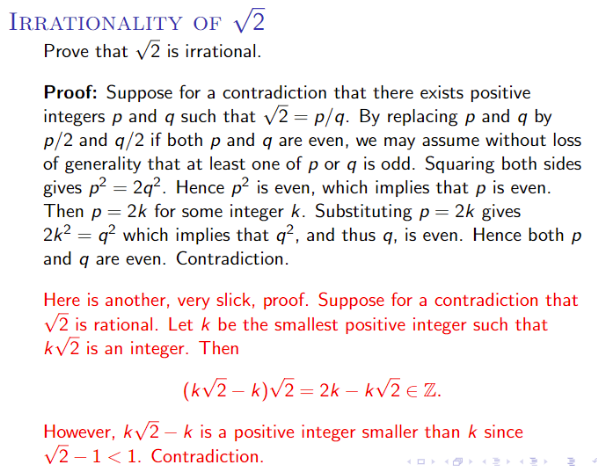 IRRATIONALITY OF √2
Prove that √2 is irrational.
Proof: Suppose for a contradiction that there exists positive
integers p and q such that √2 = p/q. By replacing p and q by
p/2 and q/2 if both p and q are even, we may assume without loss
of generality that at least one of p or q is odd. Squaring both sides
gives p² = 2q². Hence p² is even, which implies that p is even.
Then p = 2k for some integer k. Substituting p = 2k gives
2k² = q² which implies that q², and thus q, is even. Hence both p
and q are even. Contradiction.
Here is another, very slick, proof. Suppose for a contradiction that
√2 is rational. Let k be the smallest positive integer such that
k√2 is an integer. Then
(k√2 − k)√2 = 2k − k√2 ∈ ℤ.
However, k√2 − k is a positive integer smaller than k since
√2 − 1 < 1. Contradiction.